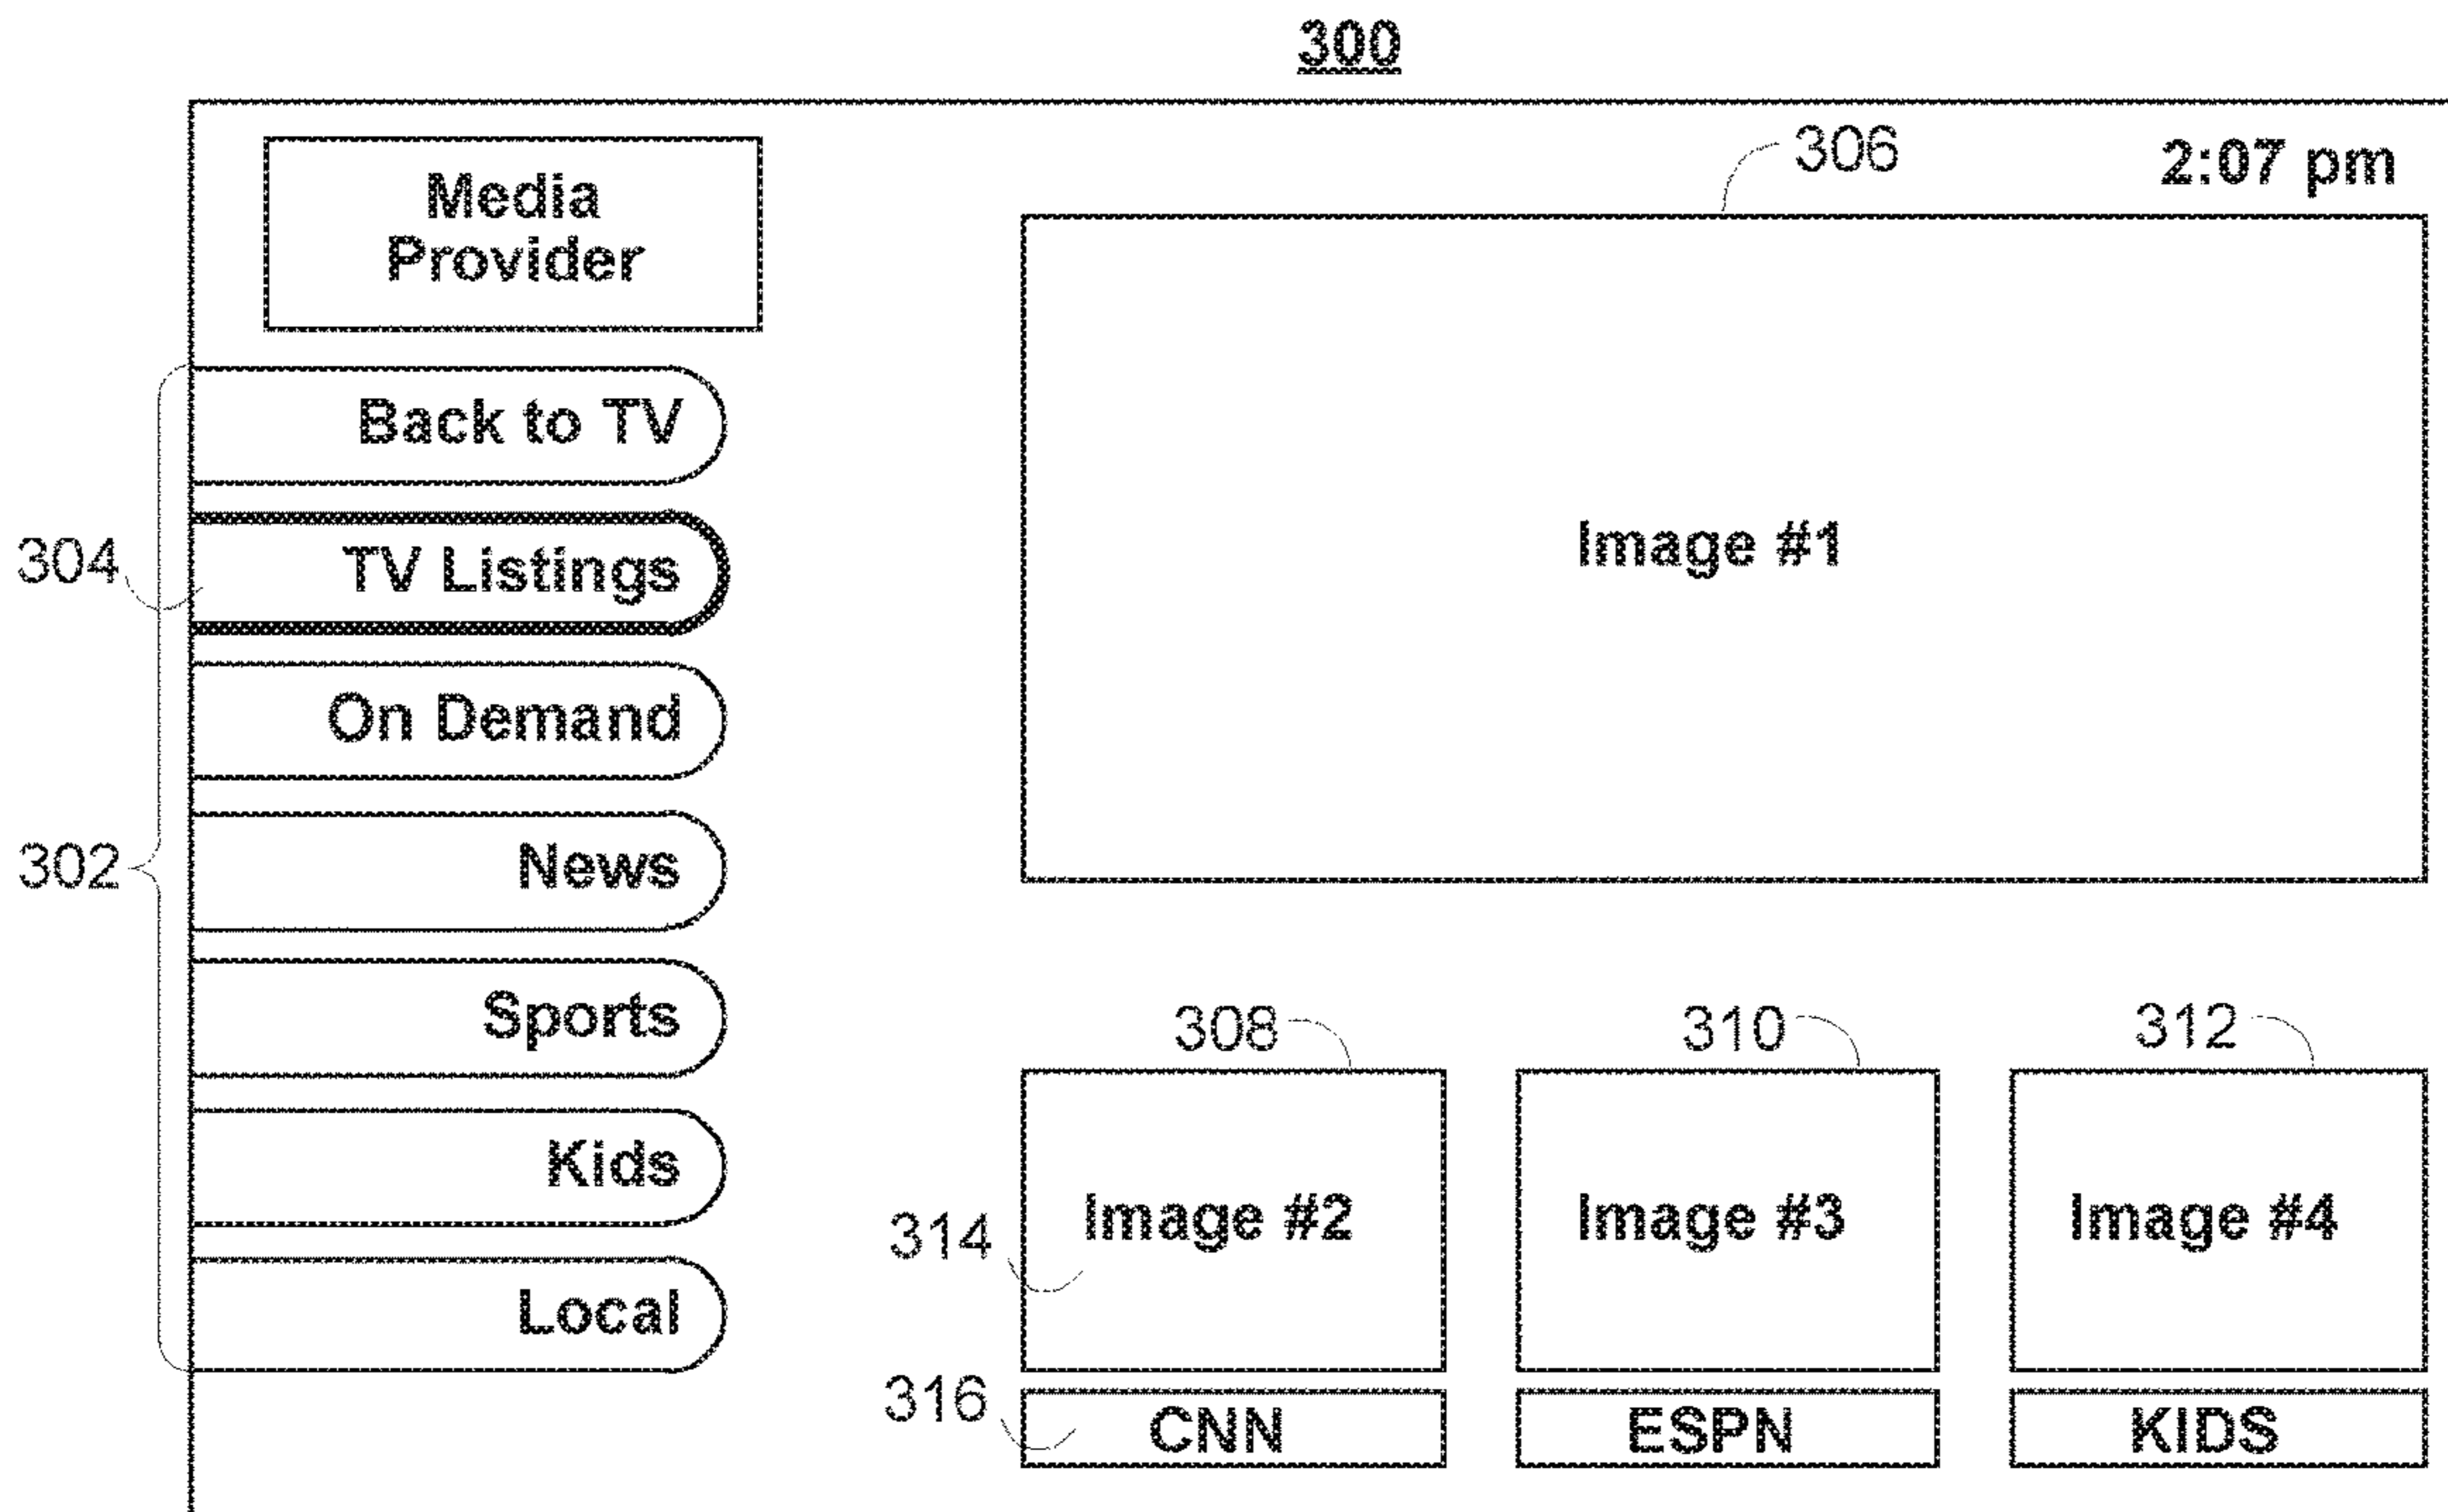 300
306
2:07 pm
Media
Provider
Back to TV
304
TV Listings
On Demand
302
News
Sports
Kids
Local
Image #1
308
310
312
Image #2
Image #3
Image #4
314
316
CNN
ESPN
KIDS